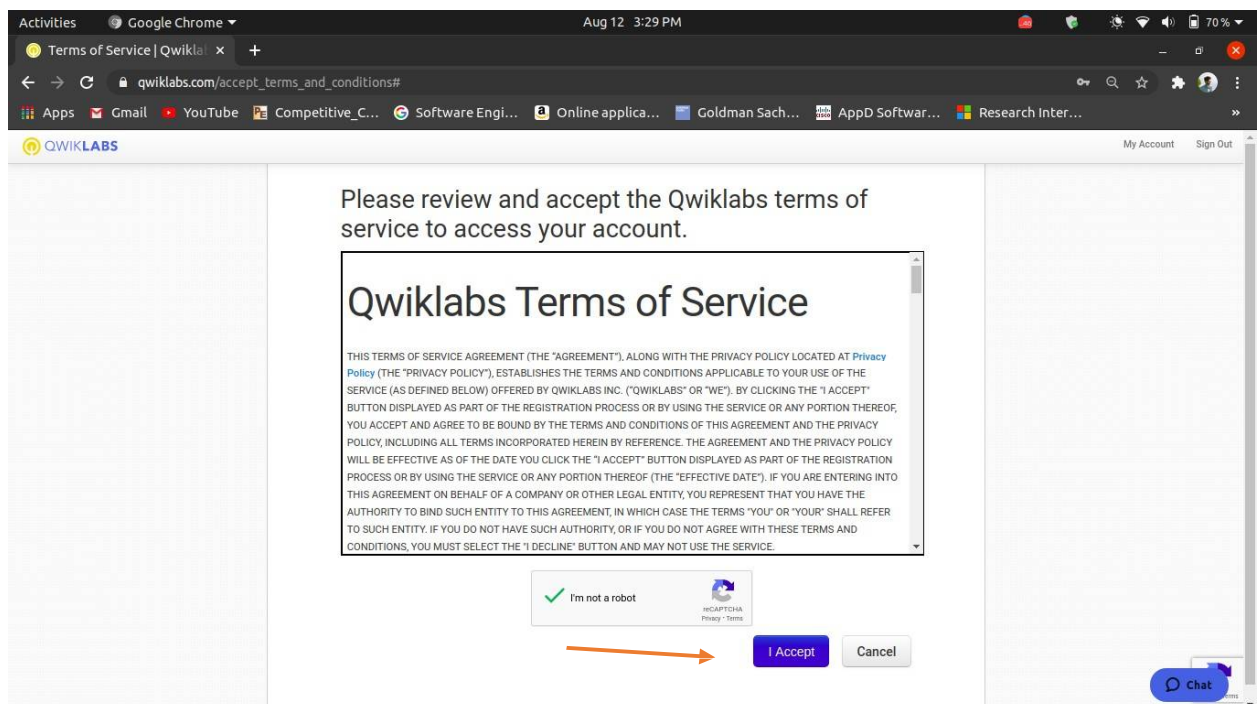 Activities Google Chrome Aug 12 3:29 PM 70 %
Terms of Service | Qwikla
qwiklabs.com/accept_terms_and_conditions#
Apps Gmail YouTube Competitive_C... Software Engi... Online applica... Goldman Sach... AppD Softwar... Research Inter... »
QWIKLABS My Account Sign Out
Please review and accept the Qwiklabs terms of
service to access your account.
Qwiklabs Terms of Service
THIS TERMS OF SERVICE AGREEMENT (THE "AGREEMENT"), ALONG WITH THE PRIVACY POLICY LOCATED AT Privacy
Policy (THE "PRIVACY POLICY"), ESTABLISHES THE TERMS AND CONDITIONS APPLICABLE TO YOUR USE OF THE
SERVICE (AS DEFINED BELOW) OFFERED BY QWIKLABS INC. ("QWIKLABS" OR "WE"). BY CLICKING THE "I ACCEPT"
BUTTON DISPLAYED AS PART OF THE REGISTRATION PROCESS OR BY USING THE SERVICE OR ANY PORTION THEREOF,
YOU ACCEPT AND AGREE TO BE BOUND BY THE TERMS AND CONDITIONS OF THIS AGREEMENT AND THE PRIVACY
POLICY, INCLUDING ALL TERMS INCORPORATED HEREIN BY REFERENCE. THE AGREEMENT AND THE PRIVACY POLICY
WILL BE EFFECTIVE AS OF THE DATE YOU CLICK THE "I ACCEPT" BUTTON DISPLAYED AS PART OF THE REGISTRATION
PROCESS OR BY USING THE SERVICE OR ANY PORTION THEREOF (THE "EFFECTIVE DATE"). IF YOU ARE ENTERING INTO
THIS AGREEMENT ON BEHALF OF A COMPANY OR OTHER LEGAL ENTITY, YOU REPRESENT THAT YOU HAVE THE
AUTHORITY TO BIND SUCH ENTITY TO THIS AGREEMENT, IN WHICH CASE THE TERMS "YOU" OR "YOUR" SHALL REFER
TO SUCH ENTITY. IF YOU DO NOT HAVE SUCH AUTHORITY, OR IF YOU DO NOT AGREE WITH THESE TERMS AND
CONDITIONS, YOU MUST SELECT THE "I DECLINE" BUTTON AND MAY NOT USE THE SERVICE.
I'm not a robot
reCAPTCHA
Privacy - Terms
I Accept Cancel
Chat